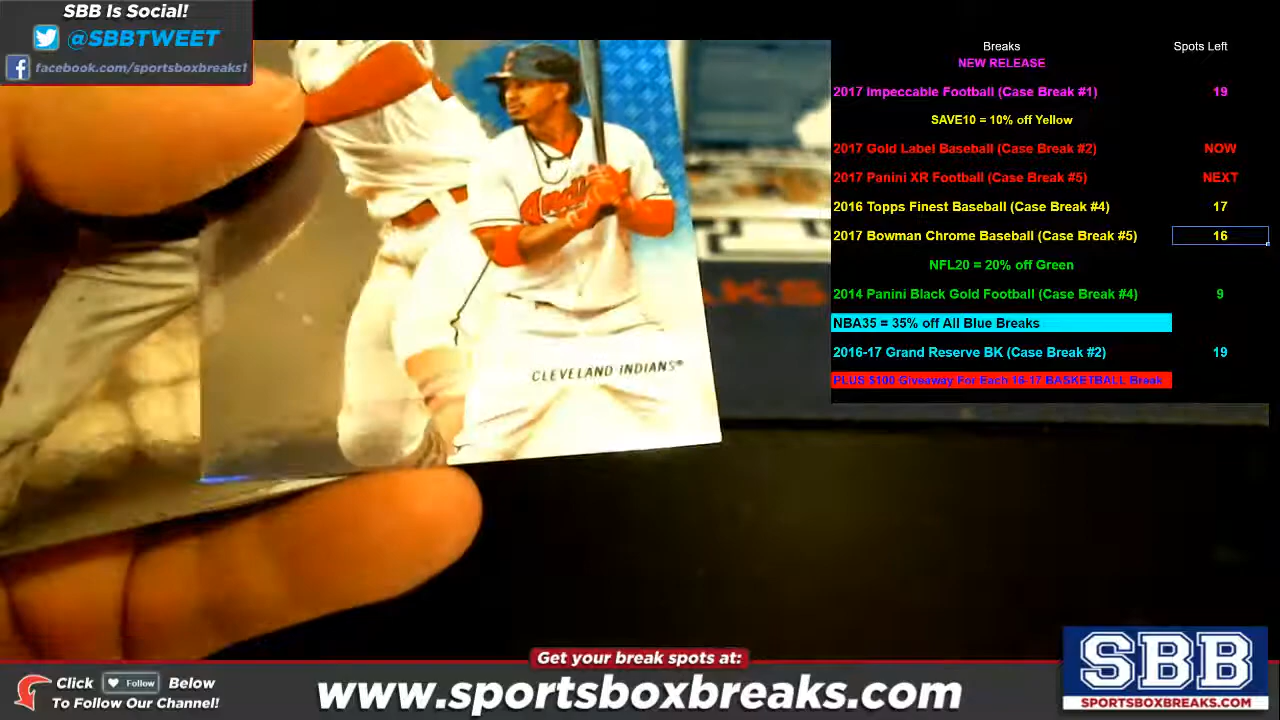 SBB Is Social!
@SBBTWEET
facebook.com/sportsboxbreaks1
Breaks Spots Left
NEW RELEASE
2017 Impeccable Football (Case Break #1) 19
SAVE10 = 10% off Yellow
2017 Gold Label Baseball (Case Break #2) NOW
2017 Panini XR Football (Case Break #5) NEXT
2016 Topps Finest Baseball (Case Break #4) 17
2017 Bowman Chrome Baseball (Case Break #5) 16
NFL20 = 20% off Green
2014 Panini Black Gold Football (Case Break #4) 9
NBA35 = 35% off All Blue Breaks
2016-17 Grand Reserve BK (Case Break #2) 19
PLUS $100 Giveaway For Each 16-17 BASKETBALL Break
CLEVELAND INDIANS®
Get your break spots at:
Click Follow Below
To Follow Our Channel!
www.sportsboxbreaks.com
SBB
SPORTSBOXBREAKS.COM